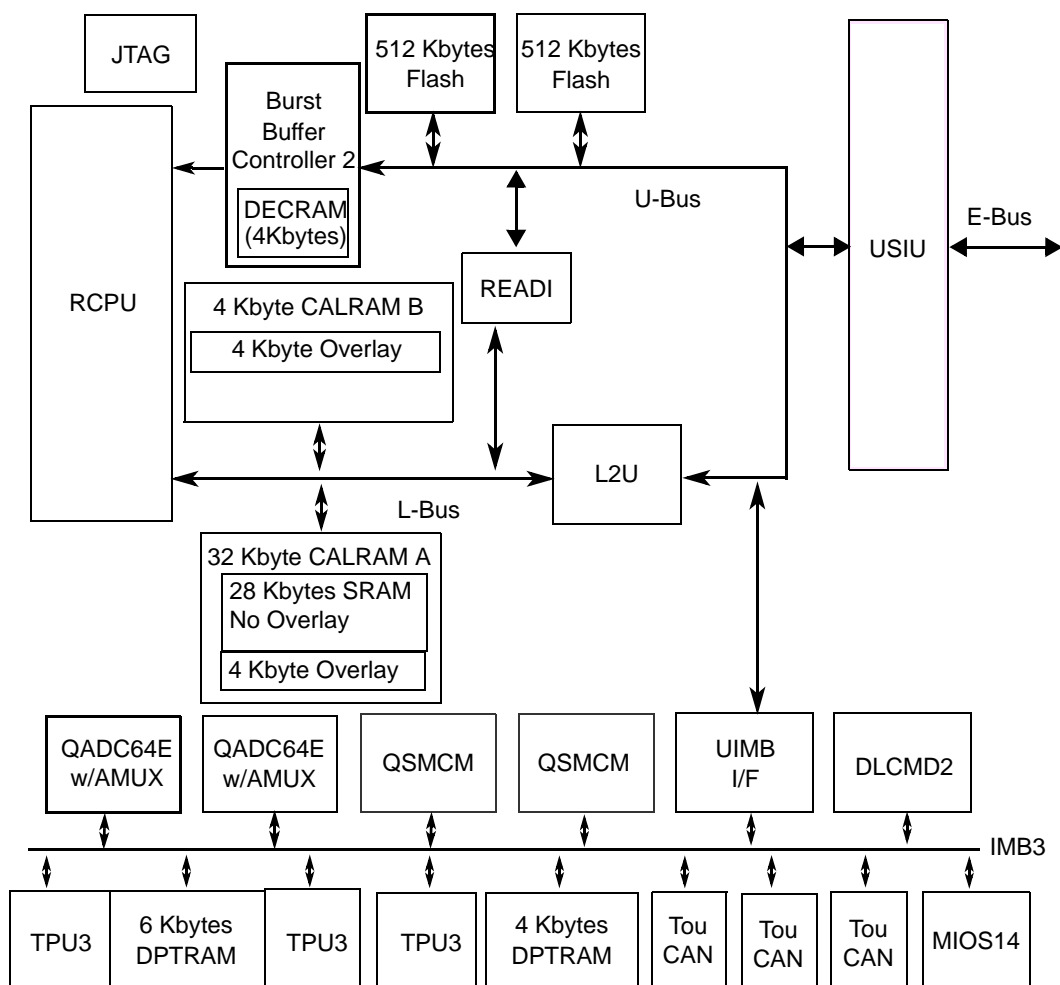 JTAG
512 Kbytes
Flash
512 Kbytes
Flash
Burst
Buffer
Controller 2
DECRAM
(4Kbytes)
U-Bus
E-Bus
USIU
RCPU
READI
4 Kbyte CALRAM B
4 Kbyte Overlay
L2U
L-Bus
32 Kbyte CALRAM A
28 Kbytes SRAM
No Overlay
4 Kbyte Overlay
QADC64E
w/AMUX
QADC64E
w/AMUX
QSMCM
QSMCM
UIMB
I/F
DLCMD2
IMB3
TPU3
6 Kbytes
DPTRAM
TPU3
TPU3
4 Kbytes
DPTRAM
Tou
CAN
Tou
CAN
Tou
CAN
MIOS14